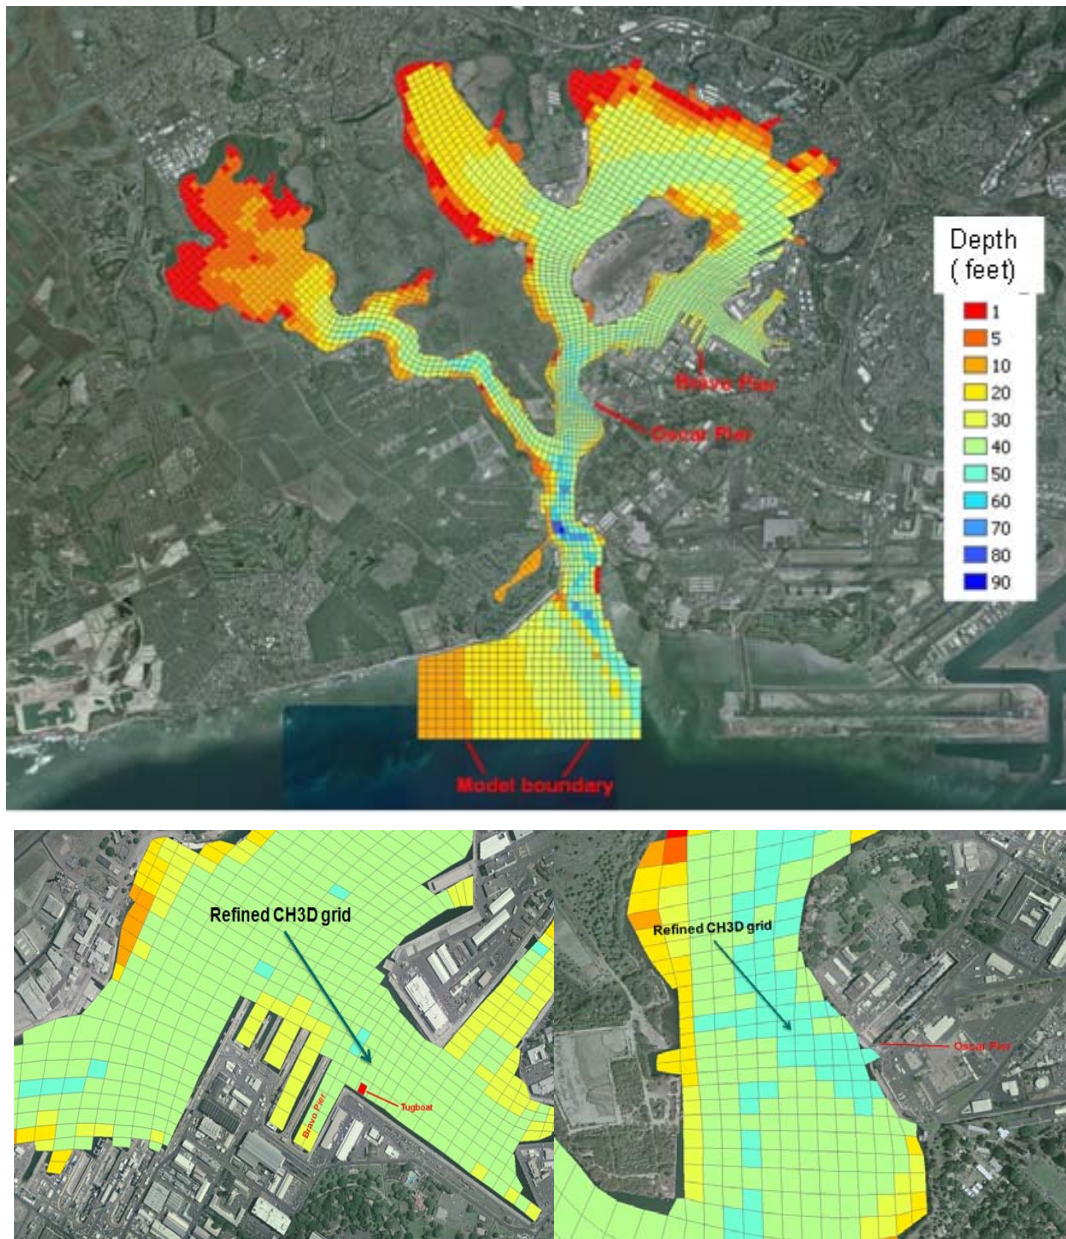 Depth
( feet)
1
5
10
20
30
40
50
60
70
80
90
Bravo Pier
Oscar Pier
Model boundary
Refined CH3D grid
Bravo Pier
Tugboat
Refined CH3D grid
Oscar Pier